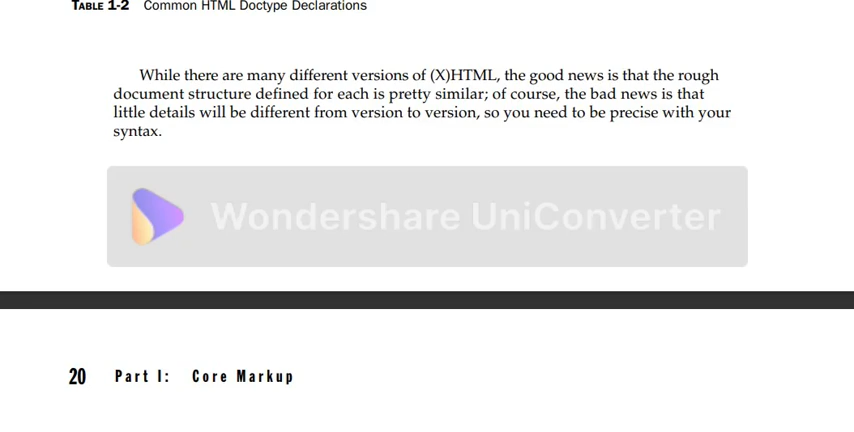 TABLE 1-2 Common HTML Doctype Declarations
While there are many different versions of (X)HTML, the good news is that the rough
document structure defined for each is pretty similar; of course, the bad news is that
little details will be different from version to version, so you need to be precise with your
syntax.
Wondershare UniConverter
20 Part I: Core Markup